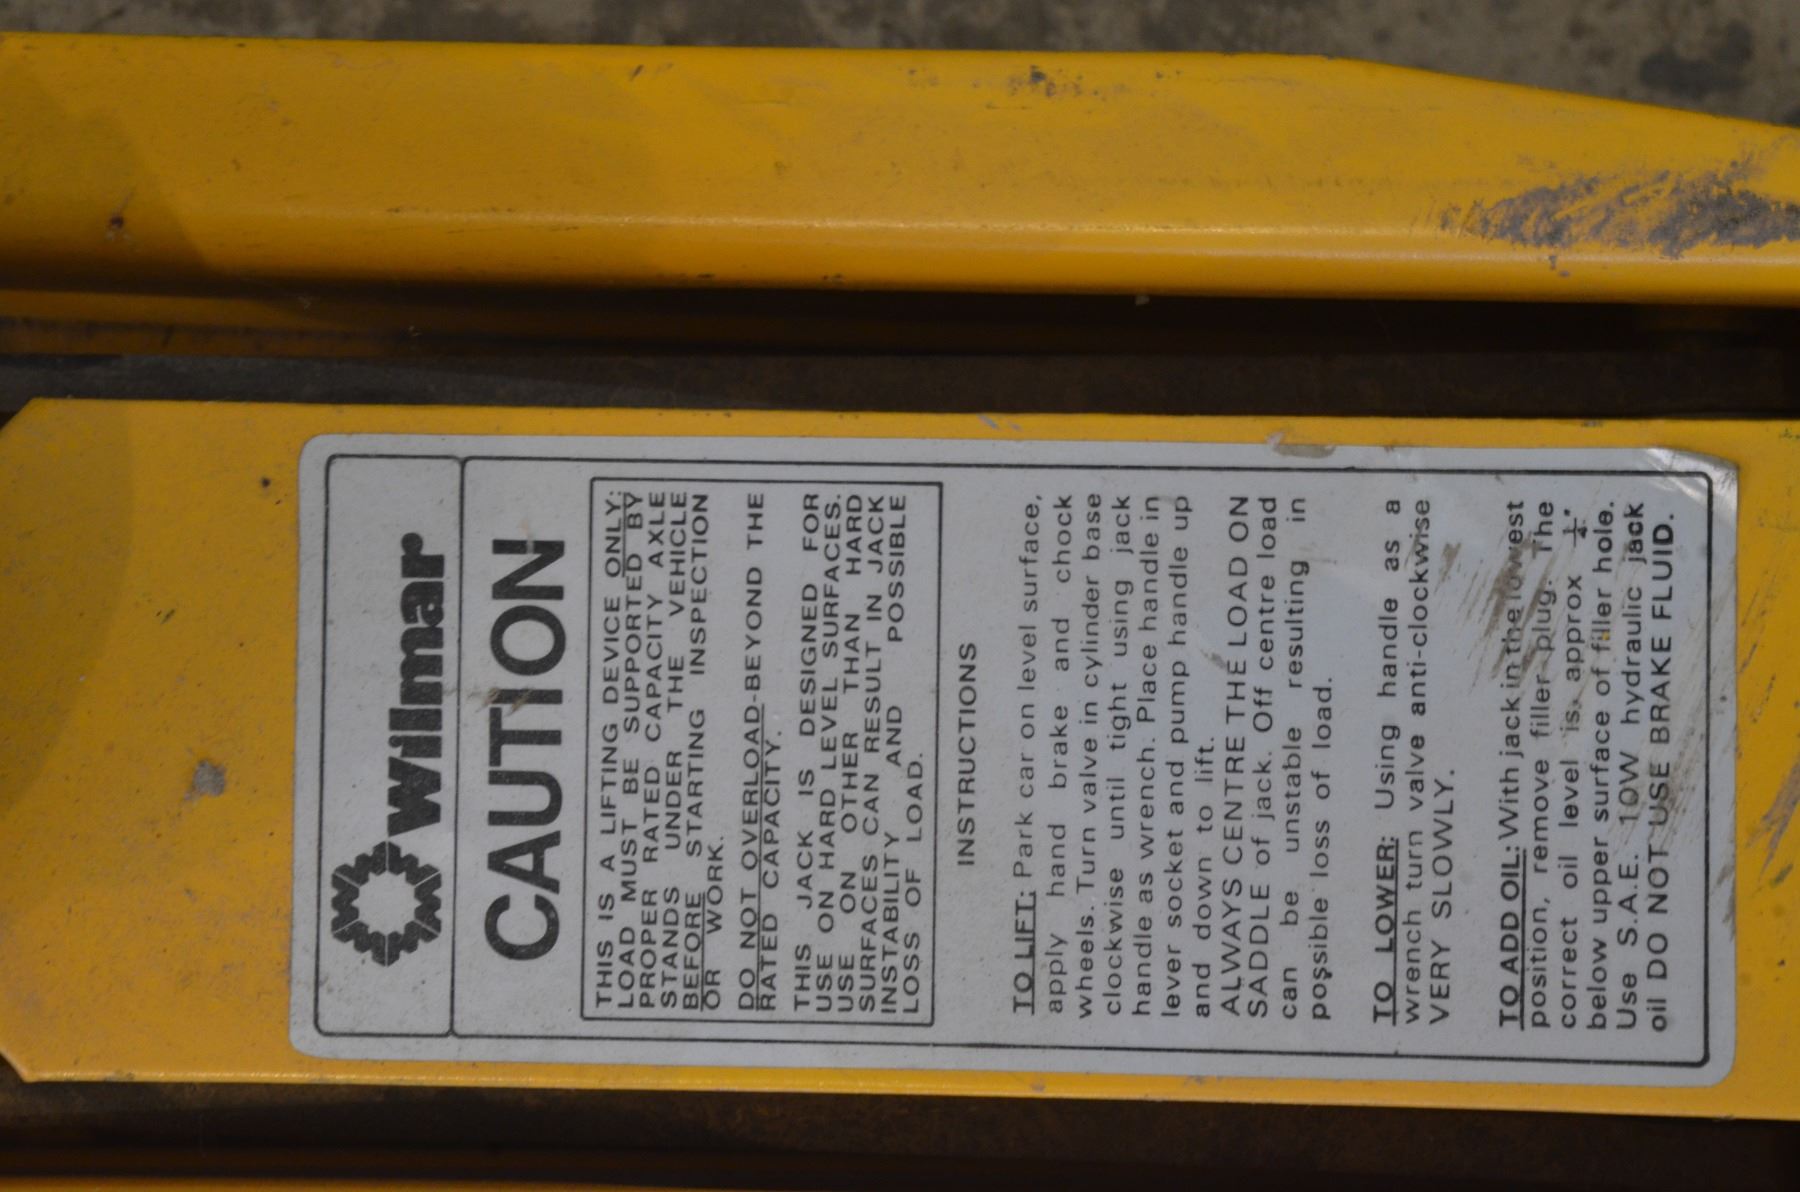 Wilmar
CAUTION
THIS IS A LIFTING DEVICE ONLY:
LOAD MUST BE SUPPORTED BY
PROPER RATED CAPACITY AXLE
STANDS UNDER THE VEHICLE
BEFORE STARTING INSPECTION
OR WORK.
DO NOT OVERLOAD-BEYOND THE
RATED CAPACITY.
THIS JACK IS DESIGNED FOR
USE ON HARD LEVEL SURFACES.
USE ON OTHER THAN HARD
SURFACES CAN RESULT IN JACK
INSTABILITY AND POSSIBLE
LOSS OF LOAD.
INSTRUCTIONS
TO LIFT: Park car on level surface,
apply hand brake and chock
wheels. Turn valve in cylinder base
clockwise until tight using jack
handle as wrench. Place handle in
lever socket and pump handle up
and down to lift.
ALWAYS CENTRE THE LOAD ON
SADDLE of jack. Off centre load
can be unstable resulting in
possible loss of load.
TO LOWER: Using handle as a
wrench turn valve anti-clockwise
VERY SLOWLY.
TO ADD OIL: With jack in the lowest
position, remove filler plug. The
correct oil level is approx ¼"
below upper surface of filler hole.
Use S.A.E. 10W hydraulic jack
oil DO NOT USE BRAKE FLUID.